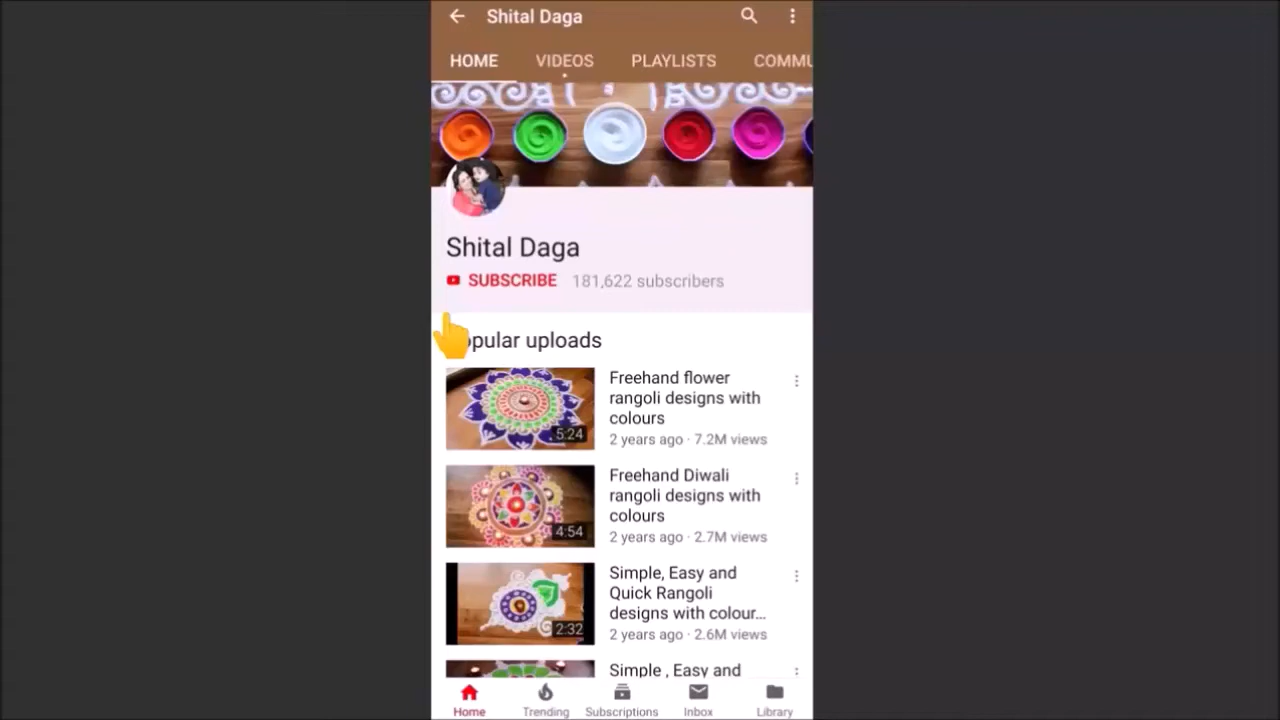 Shital Daga
HOME VIDEOS PLAYLISTS COMMU
Shital Daga
SUBSCRIBE 181,622 subscribers
opular uploads
Freehand flower
rangoli designs with
colours
2 years ago · 7.2M views
5:24
Freehand Diwali
rangoli designs with
colours
2 years ago · 2.7M views
4:54
Simple, Easy and
Quick Rangoli
designs with colour...
2 years ago · 2.6M views
2:32
Simple , Easy and
Home Trending Subscriptions Inbox Library